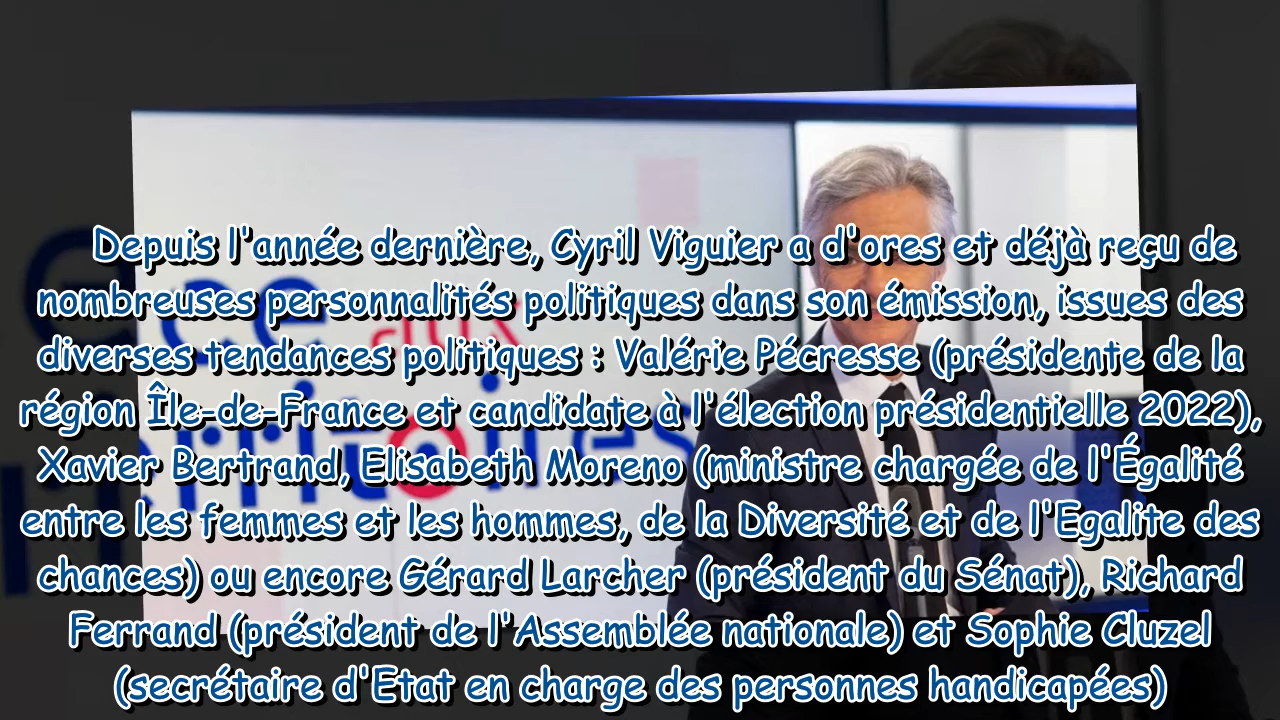 Depuis l'année dernière, Cyril Viguier a d'ores et déjà reçu de
nombreuses personnalités politiques dans son émission, issues des
diverses tendances politiques : Valérie Pécresse (présidente de la
région Île-de-France et candidate à l'élection présidentielle 2022),
Xavier Bertrand, Elisabeth Moreno (ministre chargée de l'Égalité
entre les femmes et les hommes, de la Diversité et de l'Egalite des
chances) ou encore Gérard Larcher (président du Sénat), Richard
Ferrand (président de l'Assemblée nationale) et Sophie Cluzel
(secrétaire d'Etat en charge des personnes handicapées)
aux
territoires